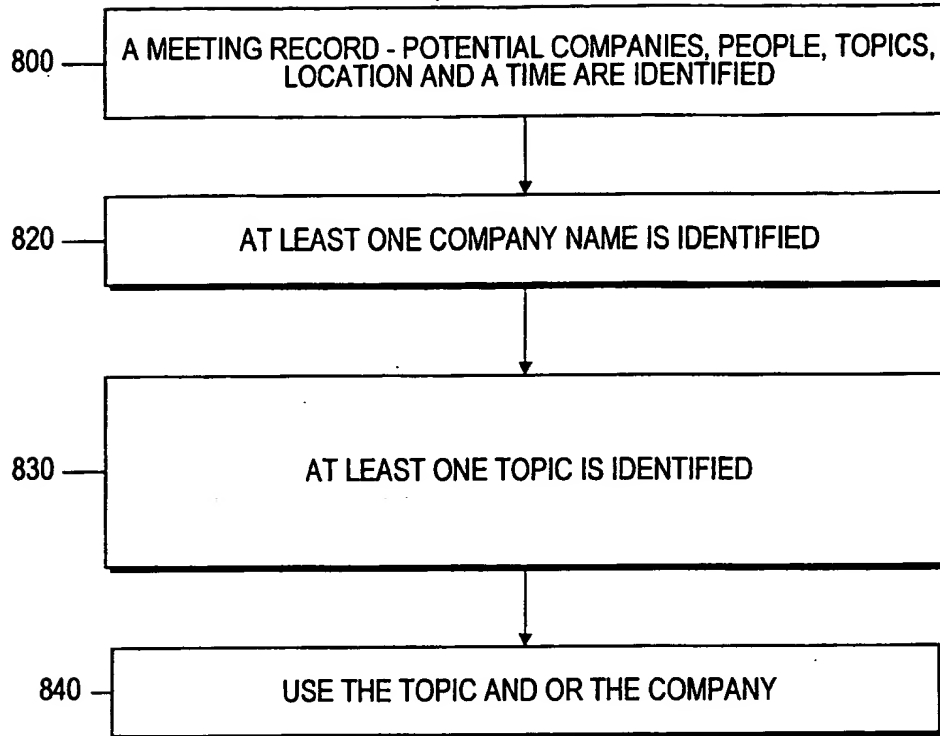 800
A MEETING RECORD - POTENTIAL COMPANIES, PEOPLE, TOPICS,
LOCATION AND A TIME ARE IDENTIFIED
820
AT LEAST ONE COMPANY NAME IS IDENTIFIED
830
AT LEAST ONE TOPIC IS IDENTIFIED
840
USE THE TOPIC AND OR THE COMPANY